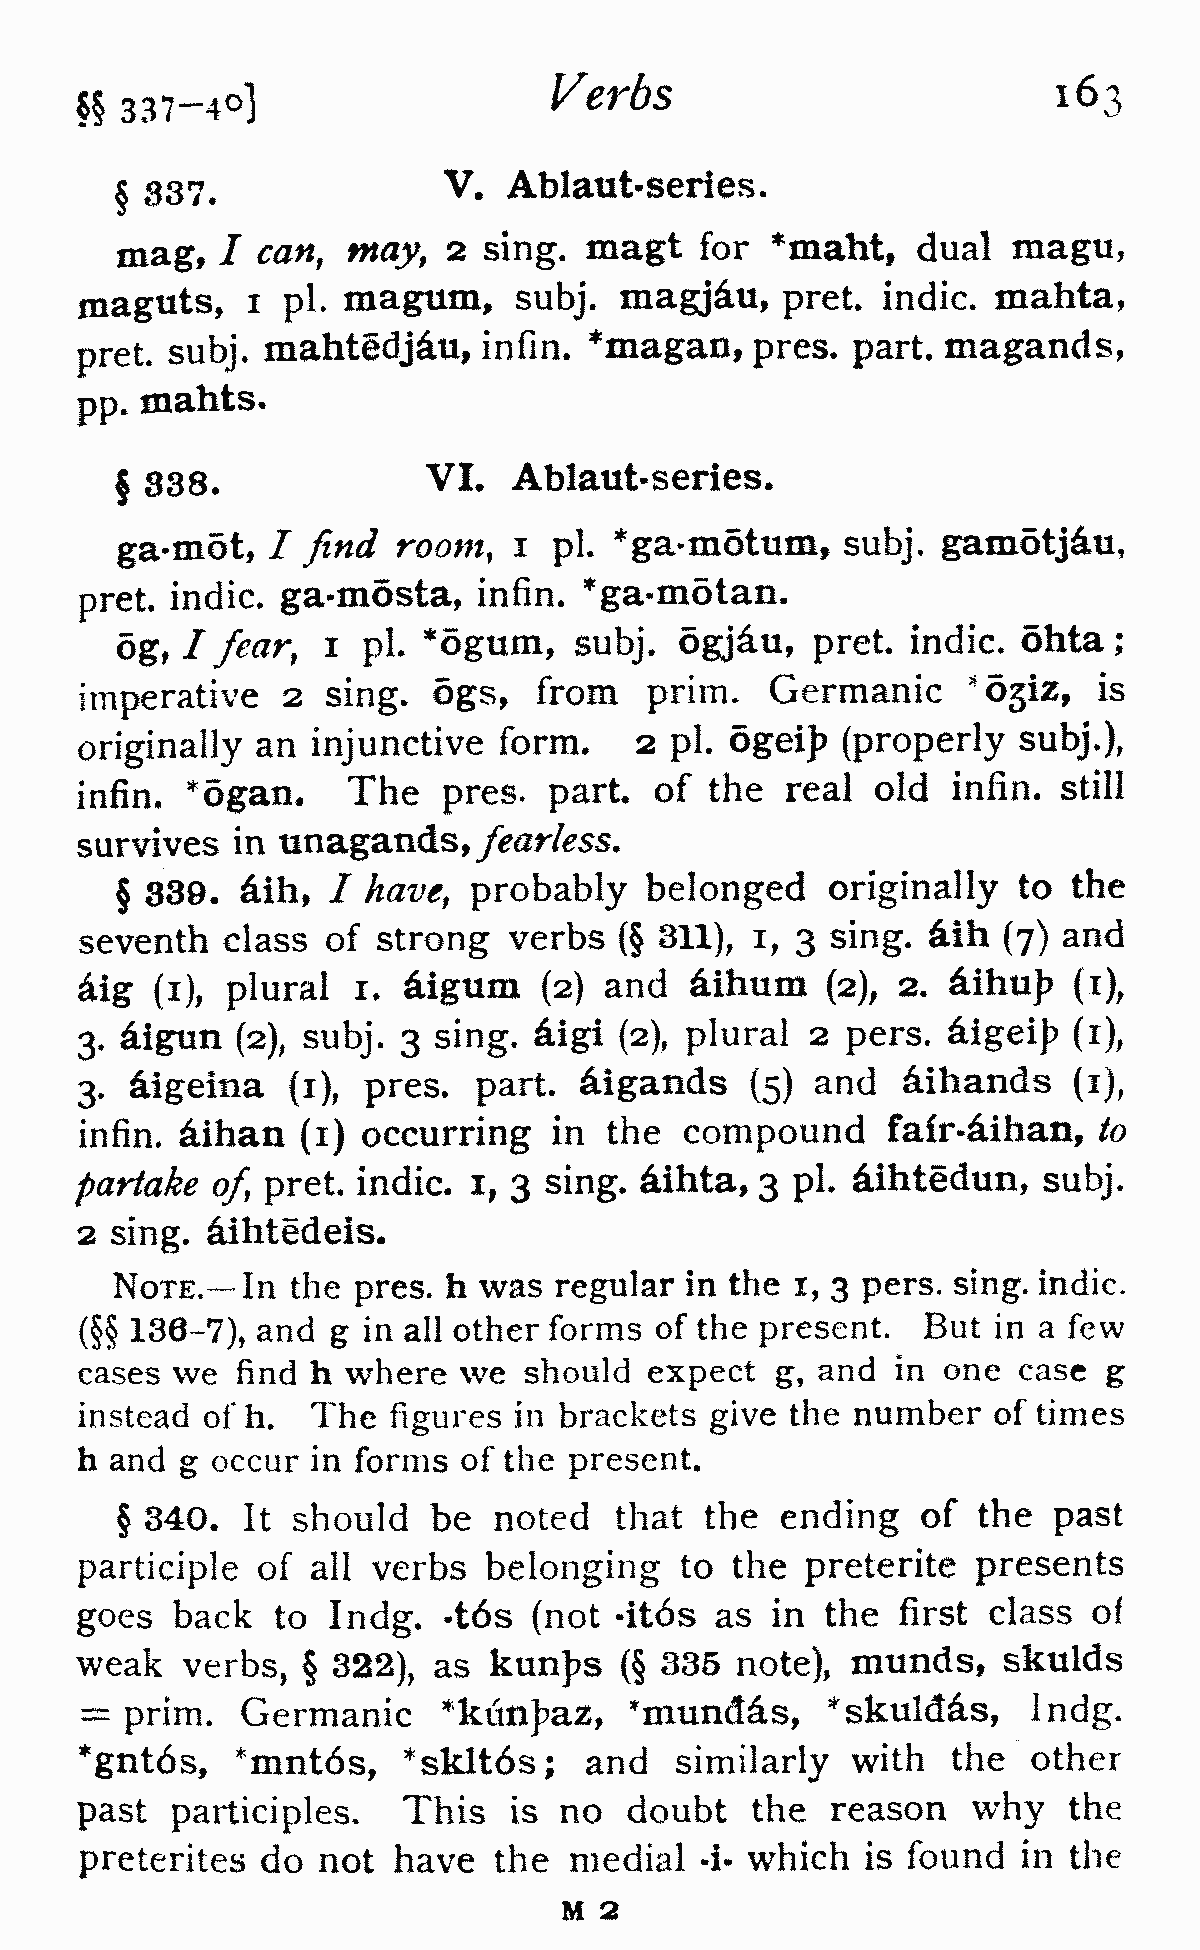 §§ 337–40] Verbs 163
§ 337. V. Ablaut-series.
mag, I can, may, 2 sing. magt for *maht, dual magu,
maguts, 1 pl. magum, subj. magjáu, pret. indic. mahta,
pret. subj. mahtēdjáu, infin. *magan, pres. part. magands,
pp. mahts.
§ 338. VI. Ablaut-series.
ga-mōt, I find room, 1 pl. *ga-mōtum, subj. gamōtjáu,
pret. indic. ga-mōsta, infin. *ga-mōtan.
ōg, I fear, 1 pl. *ōgum, subj. ōgjáu, pret. indic. ōhta ;
imperative 2 sing. ōgs, from prim. Germanic *ōʒiz, is
originally an injunctive form. 2 pl. ōgeiþ (properly subj.),
infin. *ōgan. The pres. part. of the real old infin. still
survives in unagands, fearless.
§ 339. áih, I have, probably belonged originally to the
seventh class of strong verbs (§ 311), 1, 3 sing. áih (7) and
áig (1), plural 1. áigum (2) and áihum (2), 2. áihuþ (1),
3. áigun (2), subj. 3 sing. áigi (2), plural 2 pers. áigeiþ (1),
3. áigeina (1), pres. part. áigands (5) and áihands (1),
infin. áihan (1) occurring in the compound faír-áihan, to
partake of, pret. indic. 1, 3 sing. áihta, 3 pl. áihtēdun, subj.
2 sing. áihtēdeis.
NOTE.—In the pres. h was regular in the 1, 3 pers. sing. indic.
(§§ 136–7), and g in all other forms of the present. But in a few
cases we find h where we should expect g, and in one case g
instead of h. The figures in brackets give the number of times
h and g occur in forms of the present.
§ 340. It should be noted that the ending of the past
participle of all verbs belonging to the preterite presents
goes back to Indg. -tós (not -itós as in the first class of
weak verbs, § 322), as kunþs (§ 335 note), munds, skulds
= prim. Germanic *kúnþaz, *munđás, *skulđás, Indg.
*gntós, *mntós, *skltós ; and similarly with the other
past participles. This is no doubt the reason why the
preterites do not have the medial -i- which is found in the
M 2